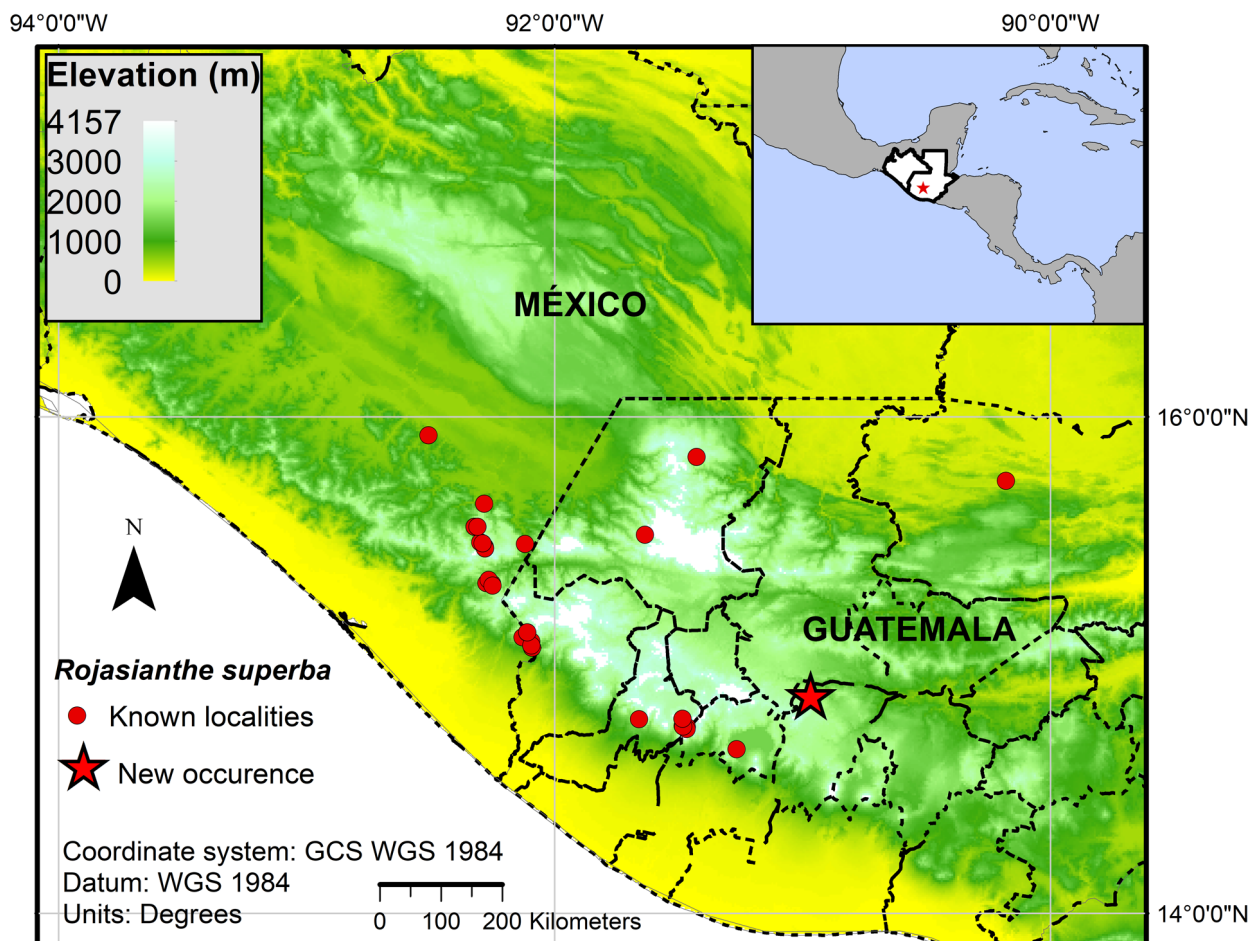 94°0'0"W 92°0'0"W 90°0'0"W
Elevation (m)
4157
3000
2000
1000
0
MÉXICO
16°0'0"N
N
GUATEMALA
Rojasianthe superba
Known localities
New occurence
Coordinate system: GCS WGS 1984
Datum: WGS 1984
Units: Degrees
0 100 200 Kilometers
14°0'0"N